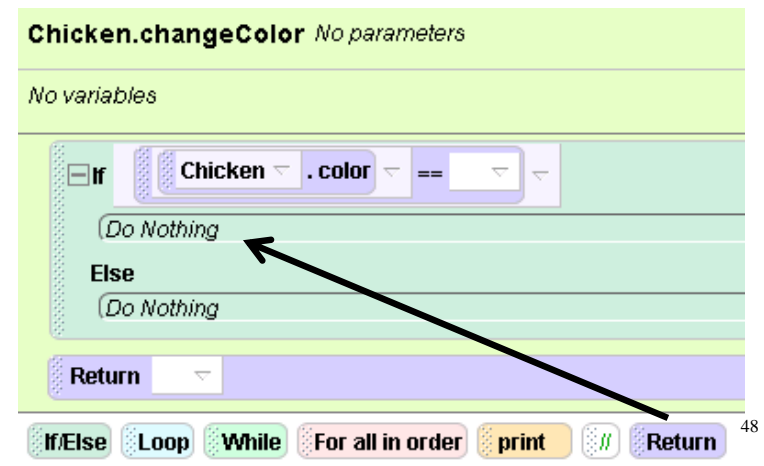 Chicken.changeColor No parameters
No variables
If Chicken . color ==
Do Nothing
Else
Do Nothing
Return
If/Else Loop While For all in order print // Return
48